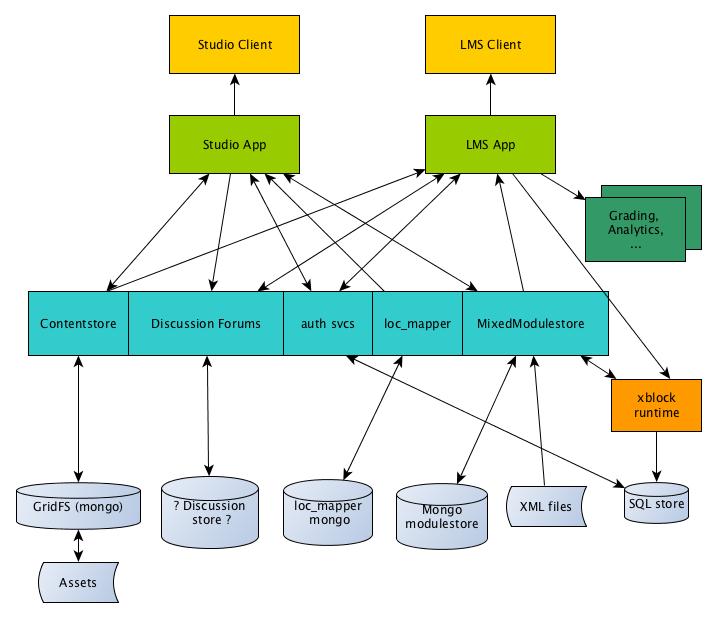 Studio Client
LMS Client
Studio App
LMS App
Grading,
Analytics,
...
Contentstore
Discussion Forums
auth svcs
loc_mapper
MixedModulestore
xblock
runtime
GridFS (mongo)
? Discussion
store ?
loc_mapper
mongo
Mongo
modulestore
XML files
SQL store
Assets